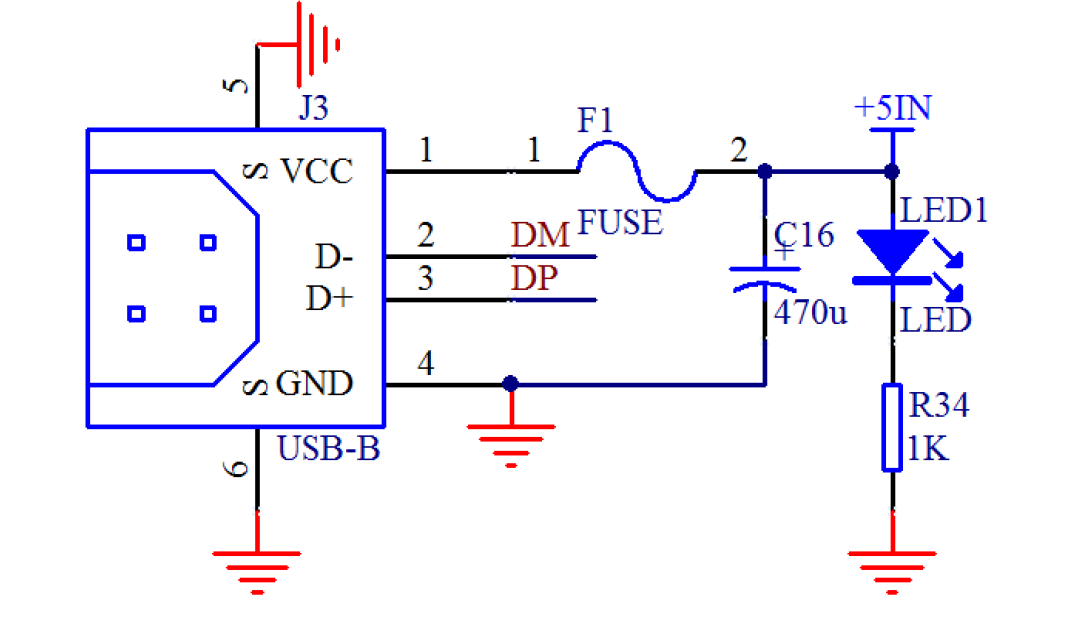 5
J3
F1
+5IN
S VCC
1
1
2
LED1
D-
2
DM
FUSE
C16
+
D+
3
DP
470u
LED
S GND
4
R34
1K
USB-B
6